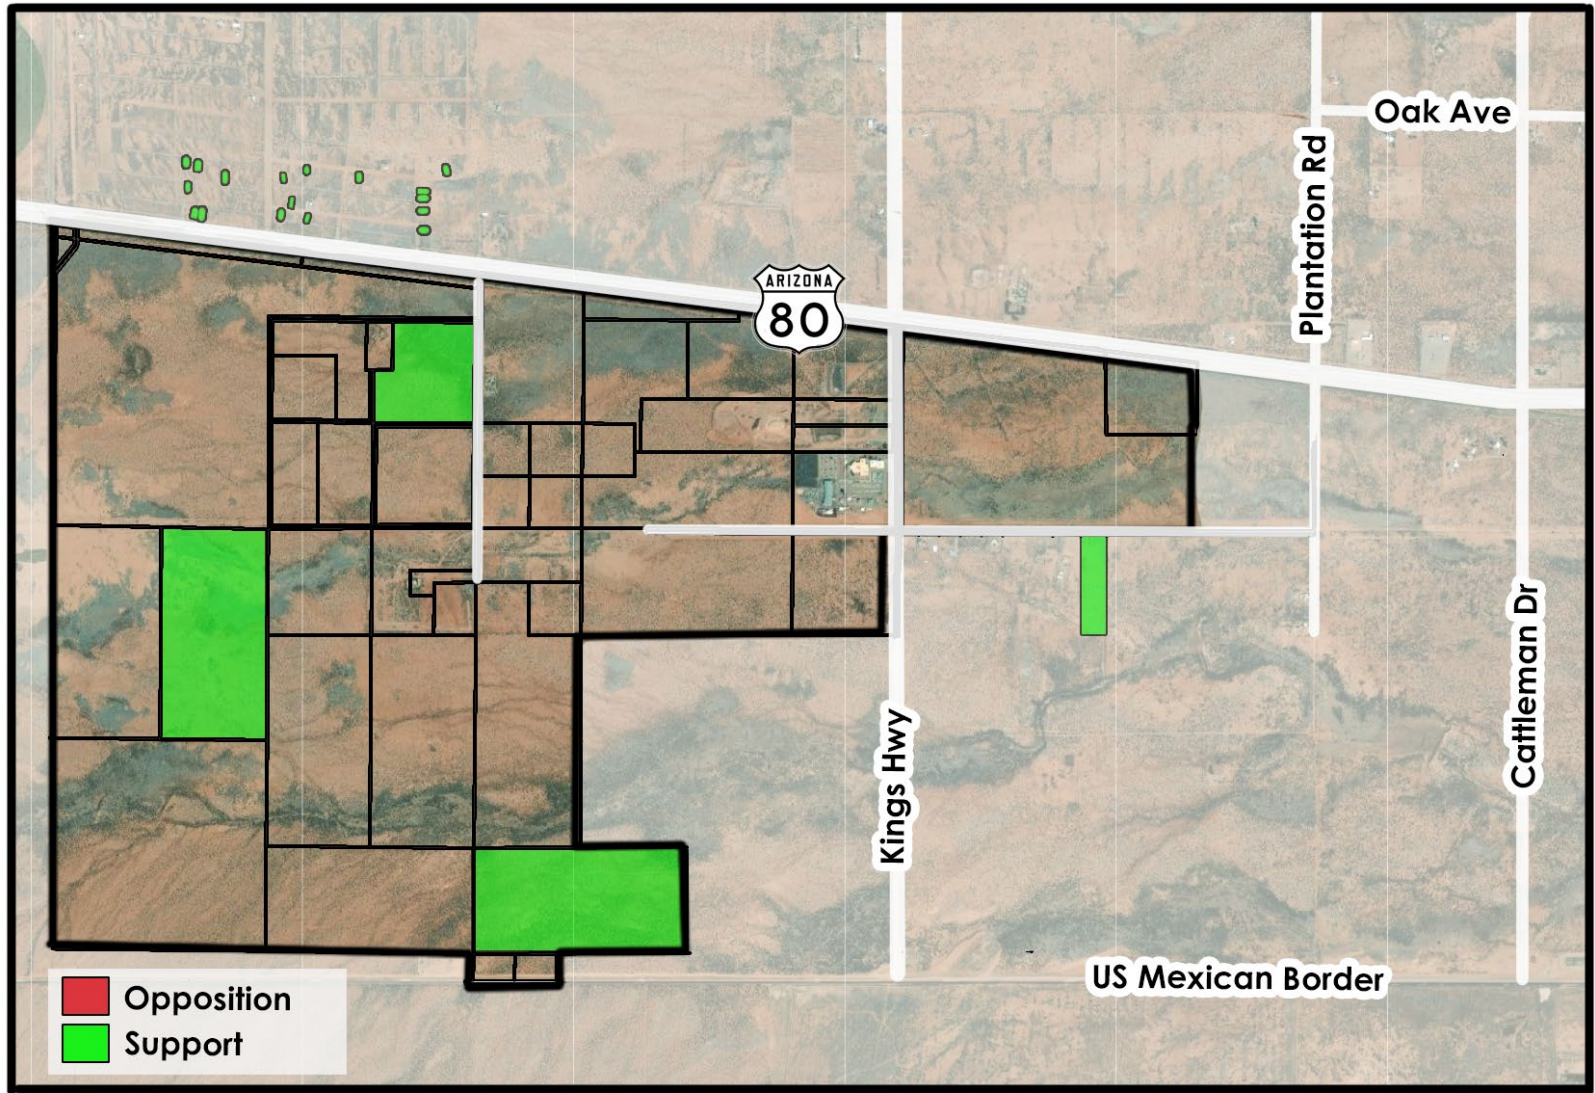 Oak Ave
Plantation Rd
ARIZONA
80
Cattleman Dr
Kings Hwy
US Mexican Border
Opposition
Support